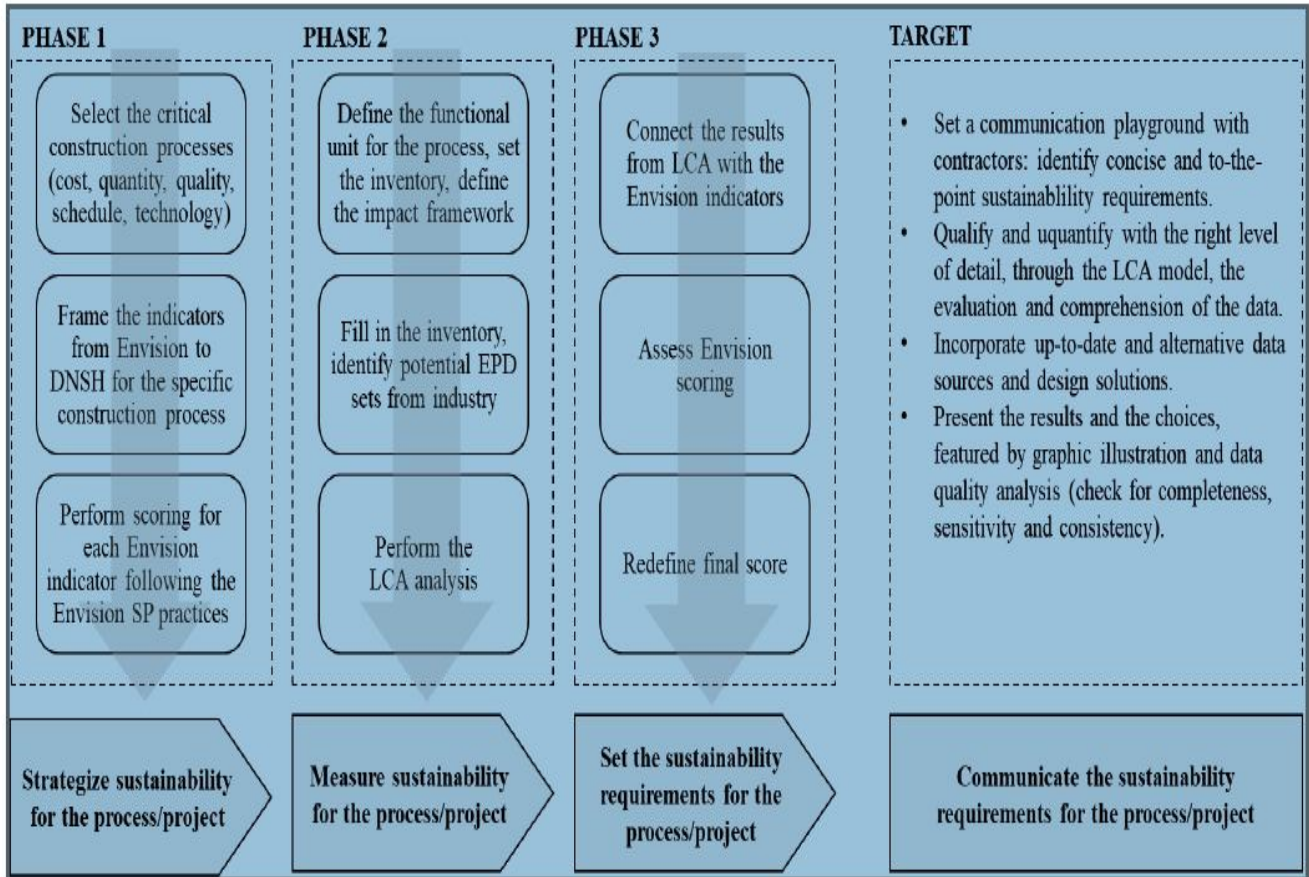 PHASE 1
Select the critical
construction processes
(cost, quantity, quality,
schedule, technology)
Frame the indicators
from Envision to
DNSH for the specific
construction process
Perform scoring for
each Envision
indicator following the
Envision SP practices
Strategize sustainability
for the process/project
PHASE 2
Define the functional
unit for the process, set
the inventory, define
the impact framework
Fill in the inventory,
identify potential EPD
sets from industry
Perform the
LCA analysis
Measure sustainability
for the process/project
PHASE 3
Connect the results
from LCA with the
Envision indicators
Assess Envision
scoring
Redefine final score
Set the sustainability
requirements for the
process/project
TARGET
• Set a communication playground with
contractors: identify concise and to-the-
point sustainablility requirements.
• Qualify and uquantify with the right level
of detail, through the LCA model, the
evaluation and comprehension of the data.
• Incorporate up-to-date and alternative data
sources and design solutions.
• Present the results and the choices,
featured by graphic illustration and data
quality analysis (check for completeness,
sensitivity and consistency).
Communicate the sustainability
requirements for the process/project